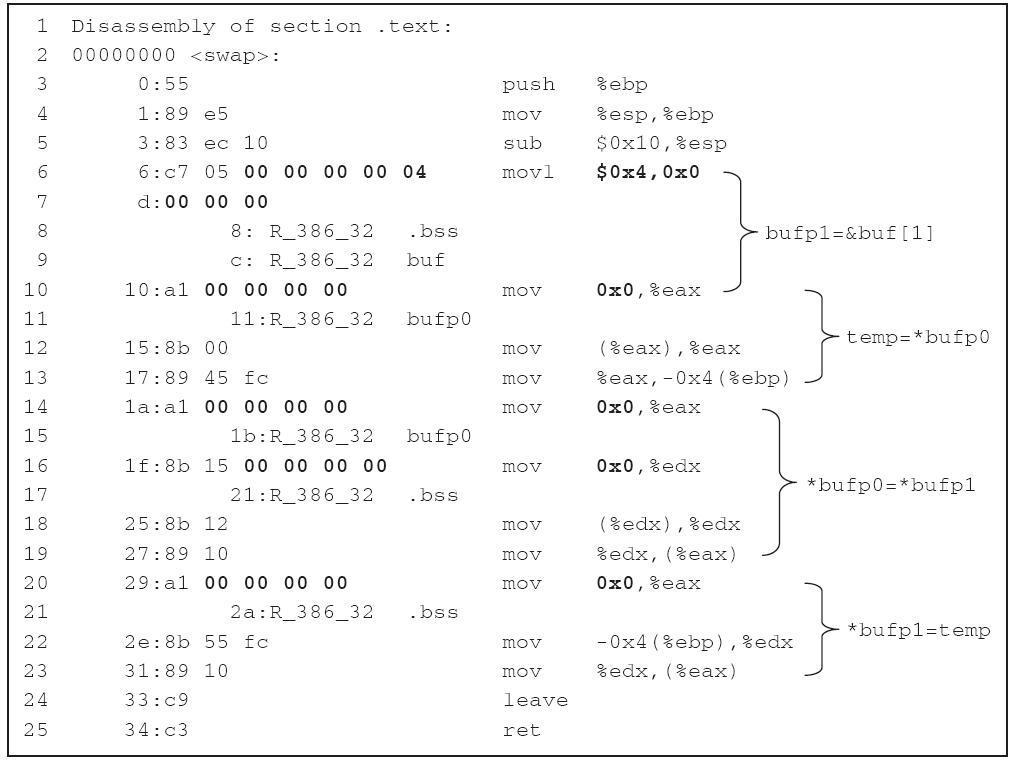 1 Disassembly of section .text:
2 00000000 <swap>:
3 0:55 push %ebp
4 1:89 e5 mov %esp,%ebp
5 3:83 ec 10 sub $0x10,%esp
6 6:c7 05 00 00 00 00 04 movl $0x4,0x0
7 d:00 00 00
8 8: R_386_32 .bss bufp1=&buf[1]
9 c: R_386_32 buf
10 10:a1 00 00 00 00 mov 0x0,%eax
11 11:R_386_32 bufp0 temp=*bufp0
12 15:8b 00 mov (%eax),%eax
13 17:89 45 fc mov %eax,-0x4(%ebp)
14 1a:a1 00 00 00 00 mov 0x0,%eax
15 1b:R_386_32 bufp0
16 1f:8b 15 00 00 00 00 mov 0x0,%edx
17 21:R_386_32 .bss *bufp0=*bufp1
18 25:8b 12 mov (%edx),%edx
19 27:89 10 mov %edx,(%eax)
20 29:a1 00 00 00 00 mov 0x0,%eax
21 2a:R_386_32 .bss *bufp1=temp
22 2e:8b 55 fc mov -0x4(%ebp),%edx
23 31:89 10 mov %edx,(%eax)
24 33:c9 leave
25 34:c3 ret